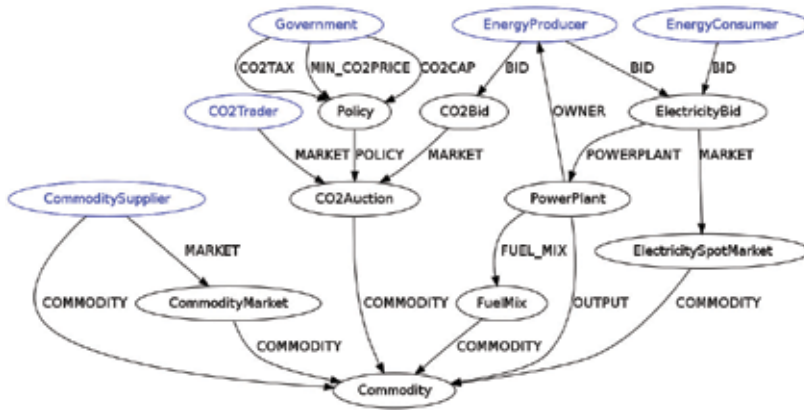 Government EnergyProducer EnergyConsumer
CO2TAX MIN_CO2PRICE CO2CAP BID BID BID
CO2Trader Policy CO2Bid OWNER ElectricityBid
MARKET POLICY MARKET POWERPLANT MARKET
CommoditySupplier CO2Auction PowerPlant
MARKET FUEL_MIX ElectricitySpotMarket
COMMODITY CommodityMarket COMMODITY FuelMix OUTPUT COMMODITY
COMMODITY COMMODITY
Commodity